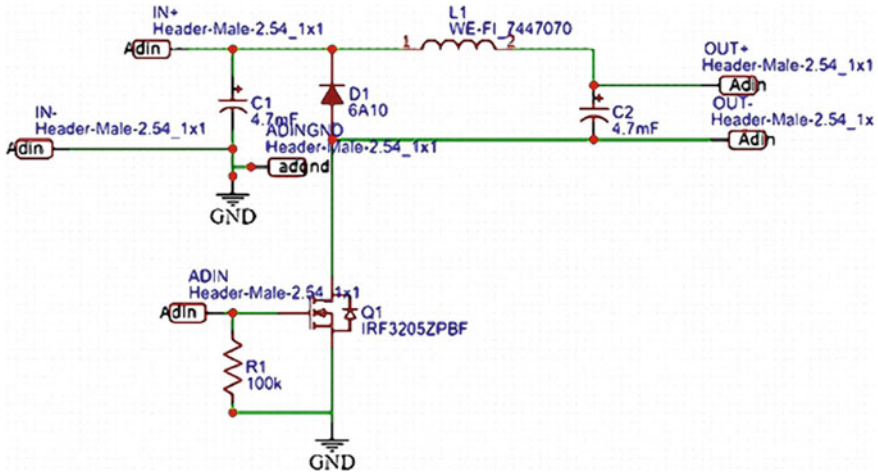 IN+
Header-Male-2.54_1x1
Adin
L1
WE-FI_7447070
1
2
OUT+
Header-Male-2.54_1x1
Adin
OUT-
Header-Male-2.54_1x
Adin
D1
6A10
C1
4.7mF
C2
4.7mF
IN-
Header-Male-2.54_1x1
Adin
ADINGND
Header-Male-2.54_1x1
adgnd
GND
ADIN
Header-Male-2.54_1x1
Adin
Q1
IRF3205ZPBF
R1
100k
GND